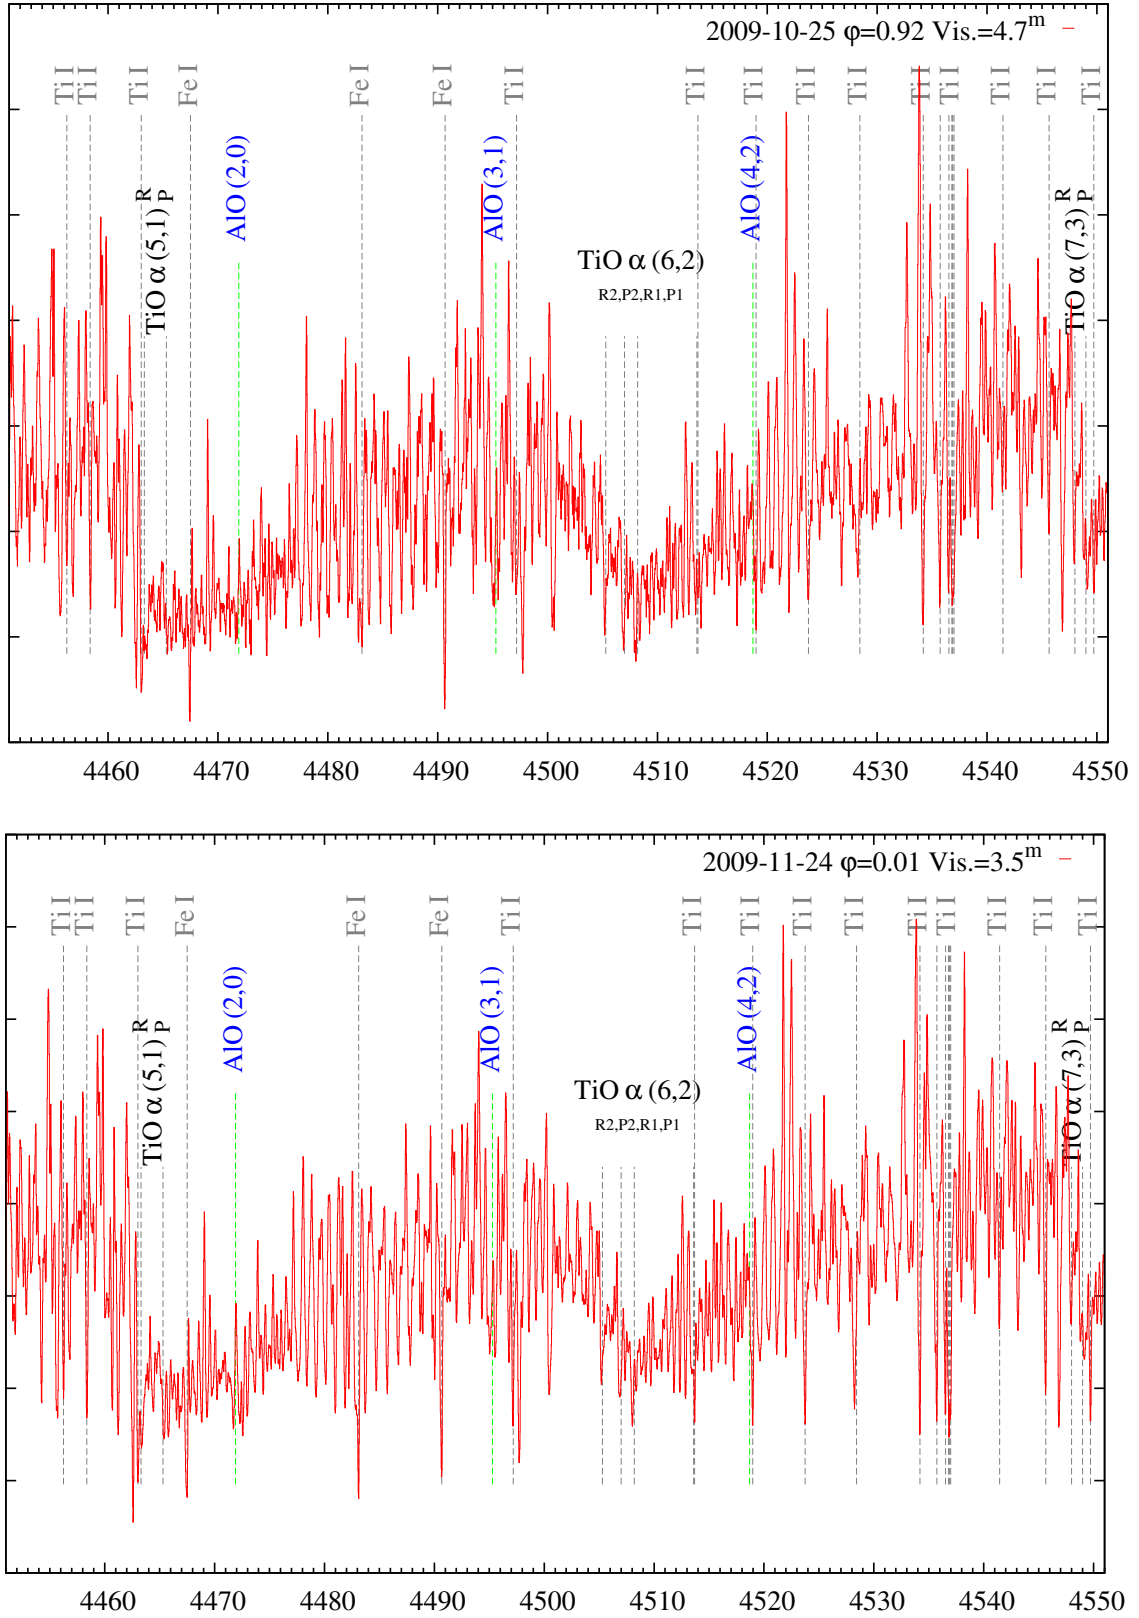 2009-10-25 φ=0.92 Vis.=4.7m
Ti I Ti I Ti I Fe I Fe I Fe I Ti I Ti I Ti I Ti I Ti I Ti I Ti I Ti I Ti I Ti I
TiO α (5,1) R P
AlO (2,0)
AlO (3,1)
TiO α (6,2)
R2,P2,R1,P1
AlO (4,2)
TiO α (7,3) R P
4460 4470 4480 4490 4500 4510 4520 4530 4540 4550
2009-11-24 φ=0.01 Vis.=3.5m
Ti I Ti I Ti I Fe I Fe I Fe I Ti I Ti I Ti I Ti I Ti I Ti I Ti I Ti I Ti I Ti I
TiO α (5,1) R P
AlO (2,0)
AlO (3,1)
TiO α (6,2)
R2,P2,R1,P1
AlO (4,2)
TiO α (7,3) R P
4460 4470 4480 4490 4500 4510 4520 4530 4540 4550